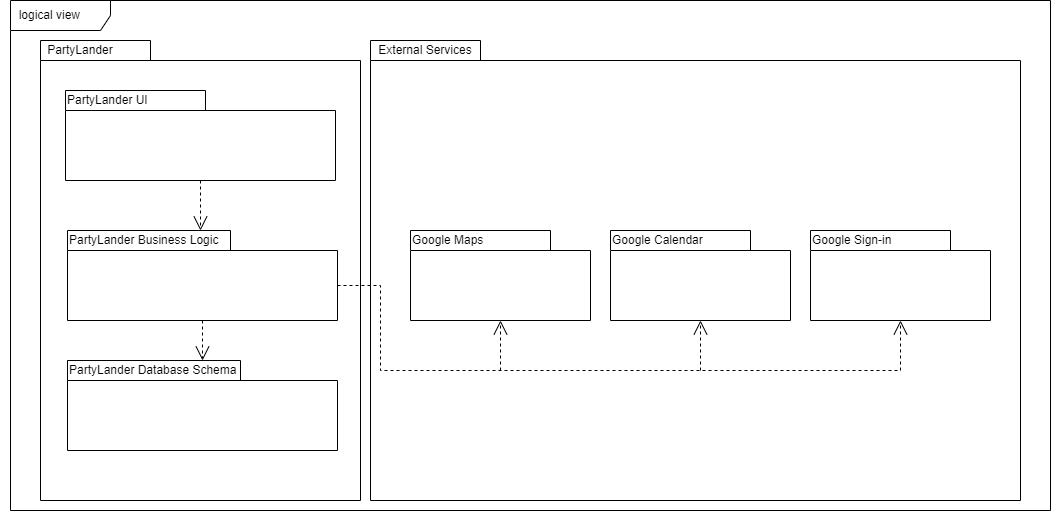 logical view
PartyLander
External Services
PartyLander UI
PartyLander Business Logic
Google Maps
Google Calendar
Google Sign-in
PartyLander Database Schema